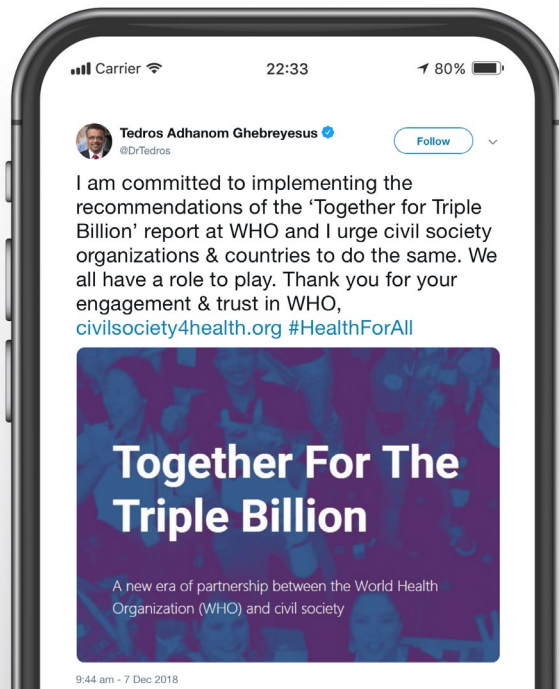 Carrier 22:33 80%
Tedros Adhanom Ghebreyesus
@DrTedros
Follow
I am committed to implementing the
recommendations of the ‘Together for Triple
Billion’ report at WHO and I urge civil society
organizations & countries to do the same. We
all have a role to play. Thank you for your
engagement & trust in WHO,
civilsociety4health.org #HealthForAll
Together For The
Triple Billion
A new era of partnership between the World Health
Organization (WHO) and civil society
9:44 am - 7 Dec 2018